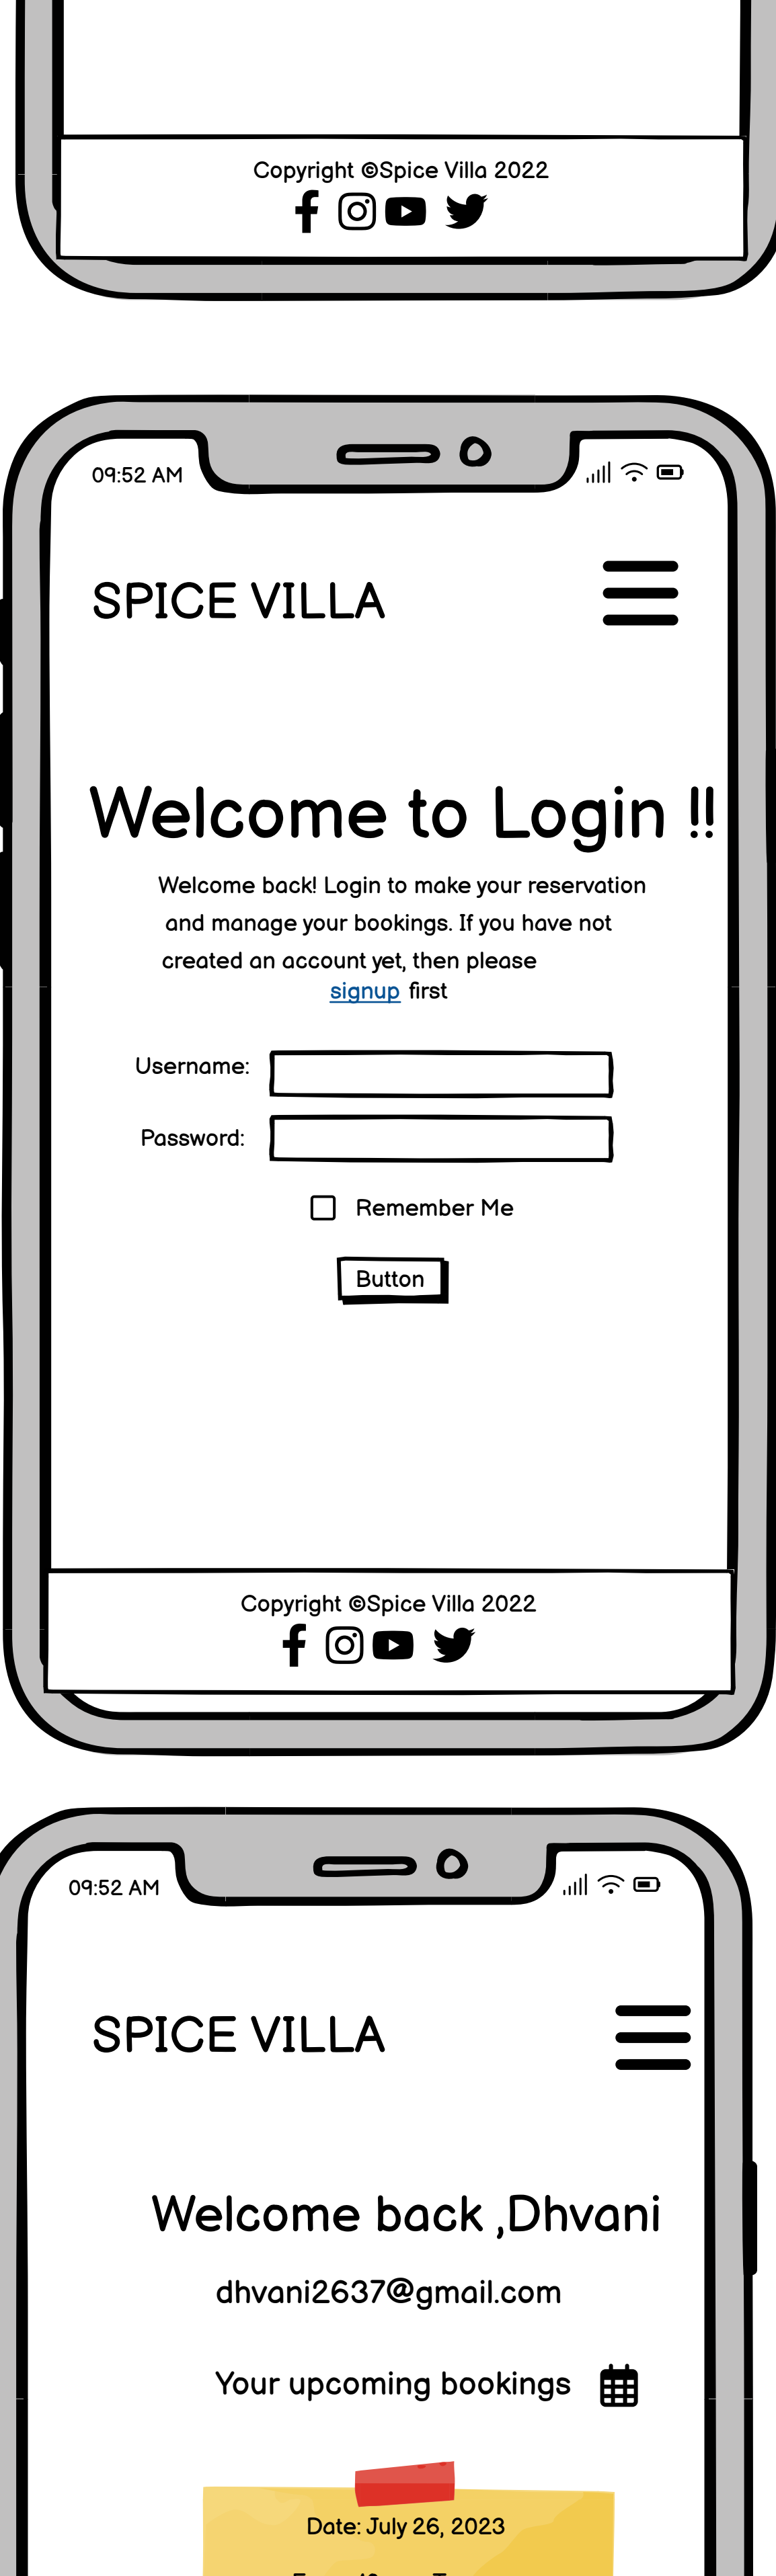 Copyright ©Spice Villa 2022
09:52 AM
SPICE VILLA
Welcome to Login !!
Welcome back! Login to make your reservation
and manage your bookings. If you have not
created an account yet, then please
signup first
Username:
Password:
Remember Me
Button
Copyright ©Spice Villa 2022
09:52 AM
SPICE VILLA
Welcome back ,Dhvani
dhvani2637@gmail.com
Your upcoming bookings
Date: July 26, 2023